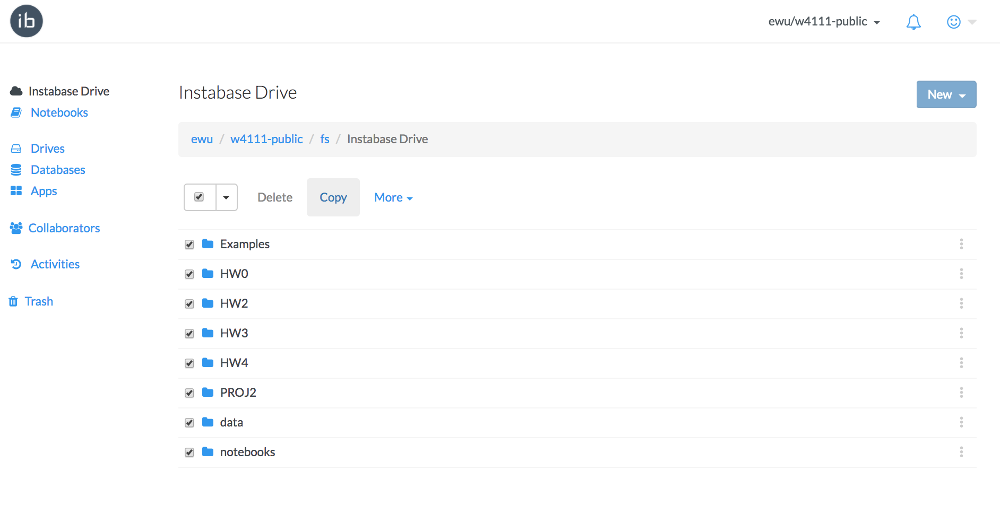 ib
ewu/w4111-public
Instabase Drive
Notebooks
Drives
Databases
Apps
Collaborators
Activities
Trash
Instabase Drive
New
ewu / w4111-public / fs / Instabase Drive
Delete Copy More
Examples
HW0
HW2
HW3
HW4
PROJ2
data
notebooks